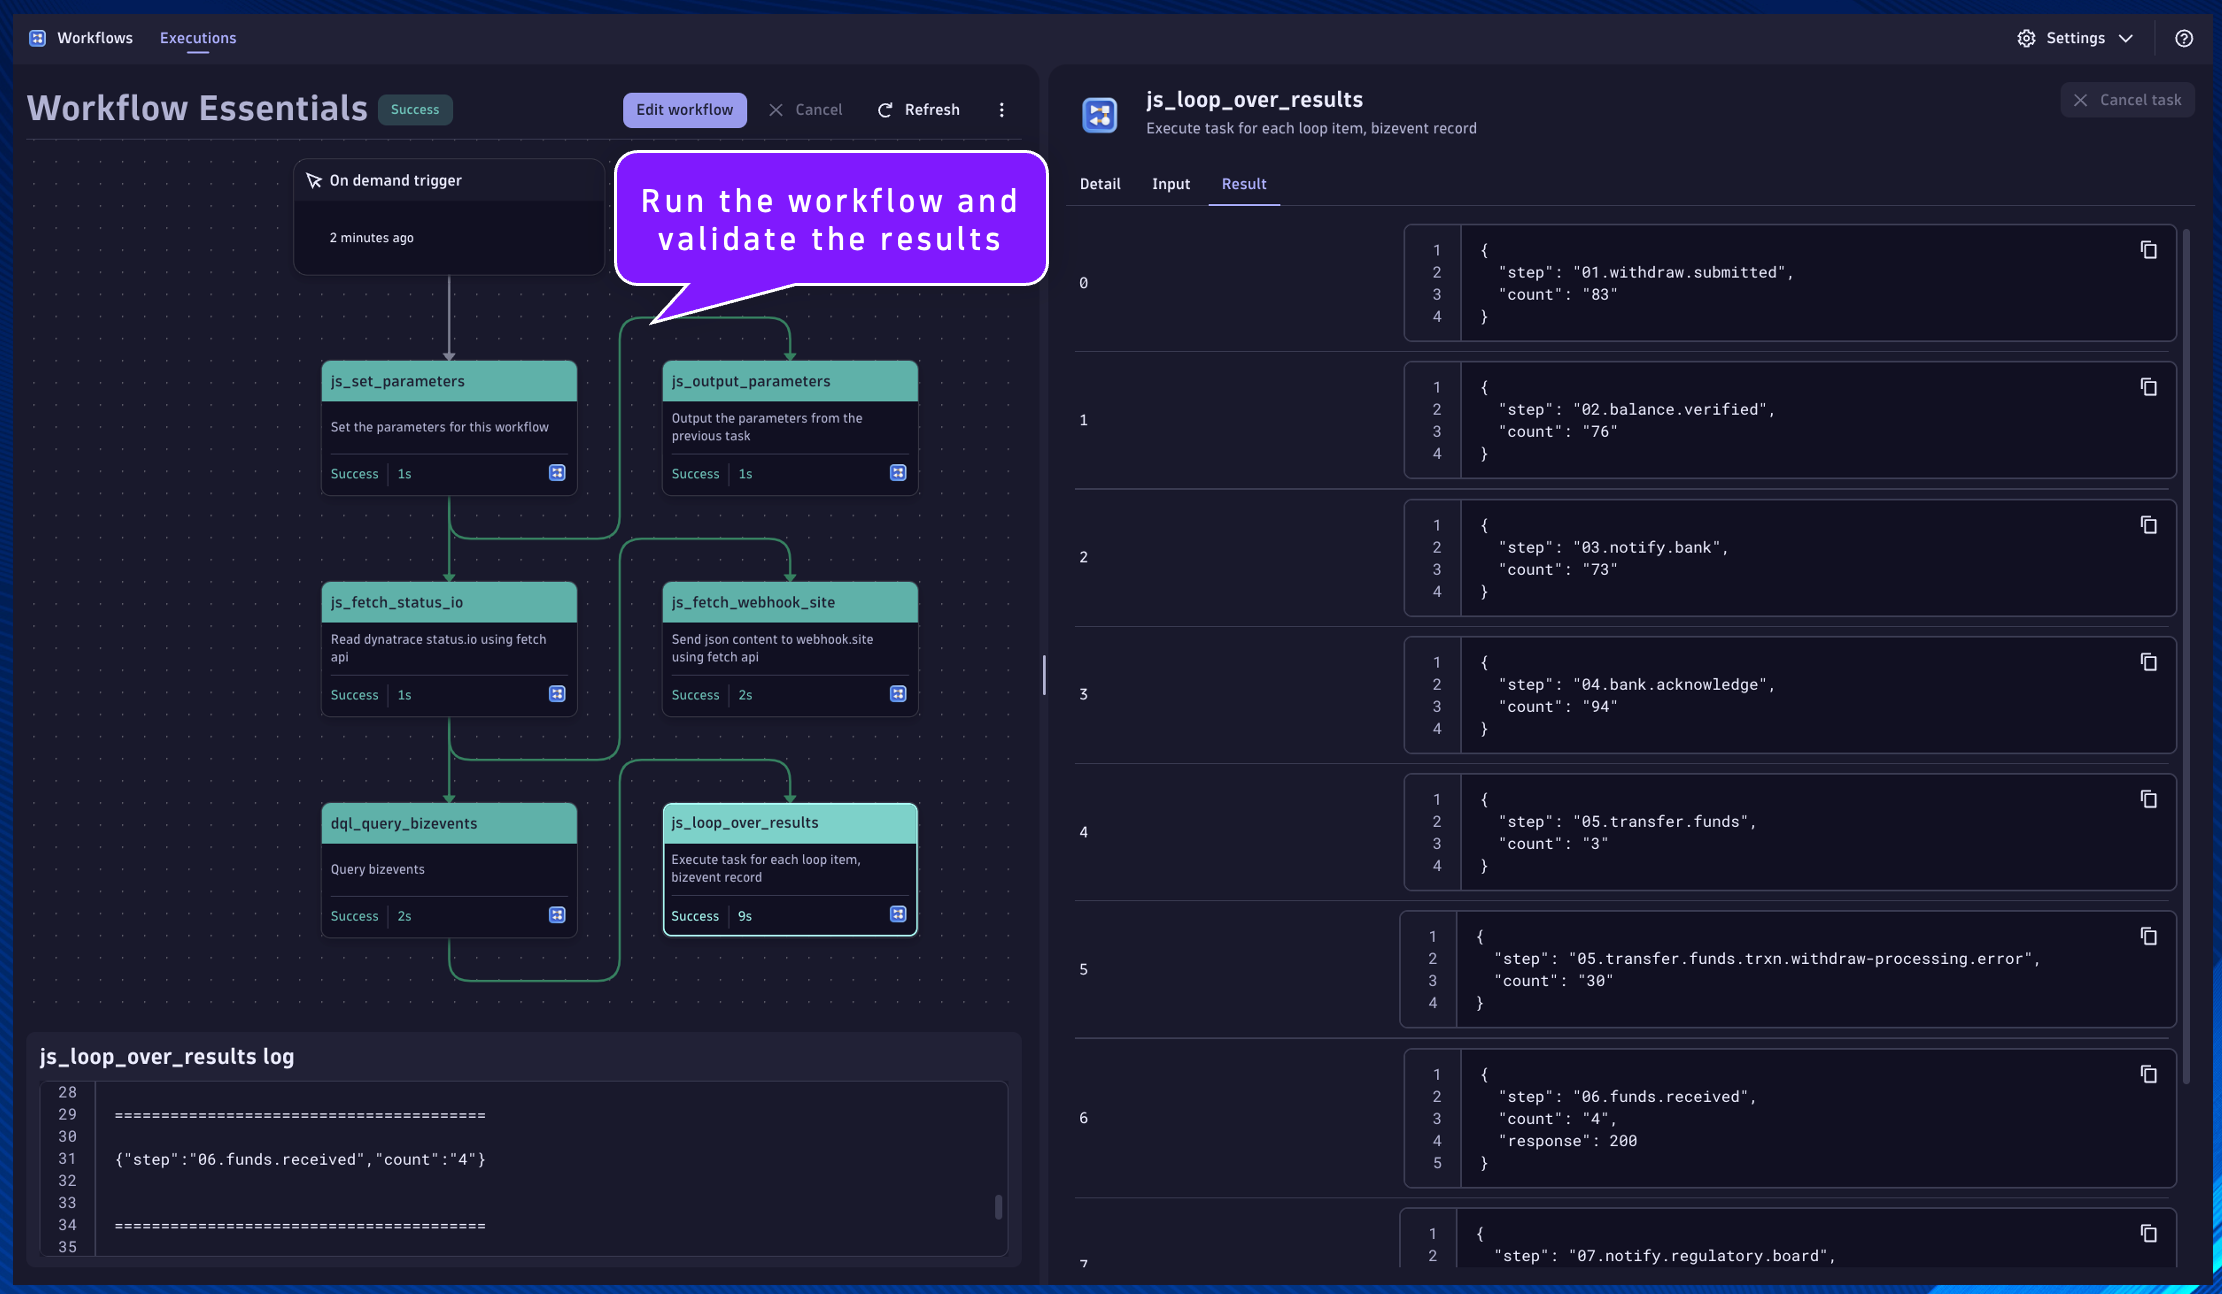 Workflows
Executions
Settings
Workflow Essentials
Success
Edit workflow
Cancel
Refresh
On demand trigger
2 minutes ago
Run the workflow and
validate the results
js_set_parameters
Set the parameters for this workflow
Success
1s
js_output_parameters
Output the parameters from the
previous task
Success
1s
js_fetch_status_io
Read dynatrace status.io using fetch
api
Success
1s
js_fetch_webhook_site
Send json content to webhook.site
using fetch api
Success
2s
dql_query_bizevents
Query bizevents
Success
2s
js_loop_over_results
Execute task for each loop item,
bizevent record
Success
9s
js_loop_over_results log
28
29 ========================================
30
31 {"step":"06.funds.received","count":"4"}
32
33
34 ========================================
35
js_loop_over_results
Execute task for each loop item, bizevent record
Cancel task
Detail
Input
Result
0
1 {
2 "step": "01.withdraw.submitted",
3 "count": "83"
4 }
1
1 {
2 "step": "02.balance.verified",
3 "count": "76"
4 }
2
1 {
2 "step": "03.notify.bank",
3 "count": "73"
4 }
3
1 {
2 "step": "04.bank.acknowledge",
3 "count": "94"
4 }
4
1 {
2 "step": "05.transfer.funds",
3 "count": "3"
4 }
5
1 {
2 "step": "05.transfer.funds.trxn.withdraw-processing.error",
3 "count": "30"
4 }
6
1 {
2 "step": "06.funds.received",
3 "count": "4",
4 "response": 200
5 }
7
1 {
2 "step": "07.notify.regulatory.board",